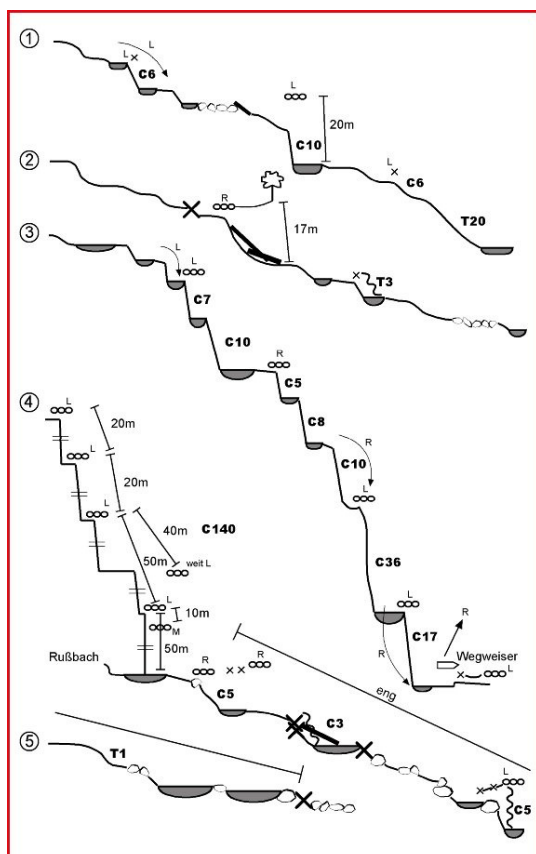 ①
L
C6
L
20m
C10
L
C6
T20
②
R
17m
T3
③
L
L
C7
C10
R
C5
C8
R
C10
L
C36
L
C17
R
R
Wegweiser
L
④
L
20m
L
20m
L
40m
C140
50m
weit L
L
10m
M
50m
Rußbach
R
R
C5
eng
C3
L
C5
⑤
T1